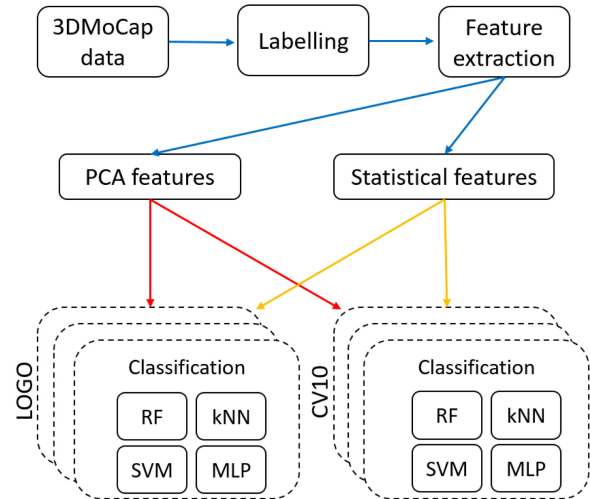 3DMoCap
data
Labelling
Feature
extraction
PCA features
Statistical features
LOGO
Classification
RF
kNN
SVM
MLP
CV10
Classification
RF
kNN
SVM
MLP